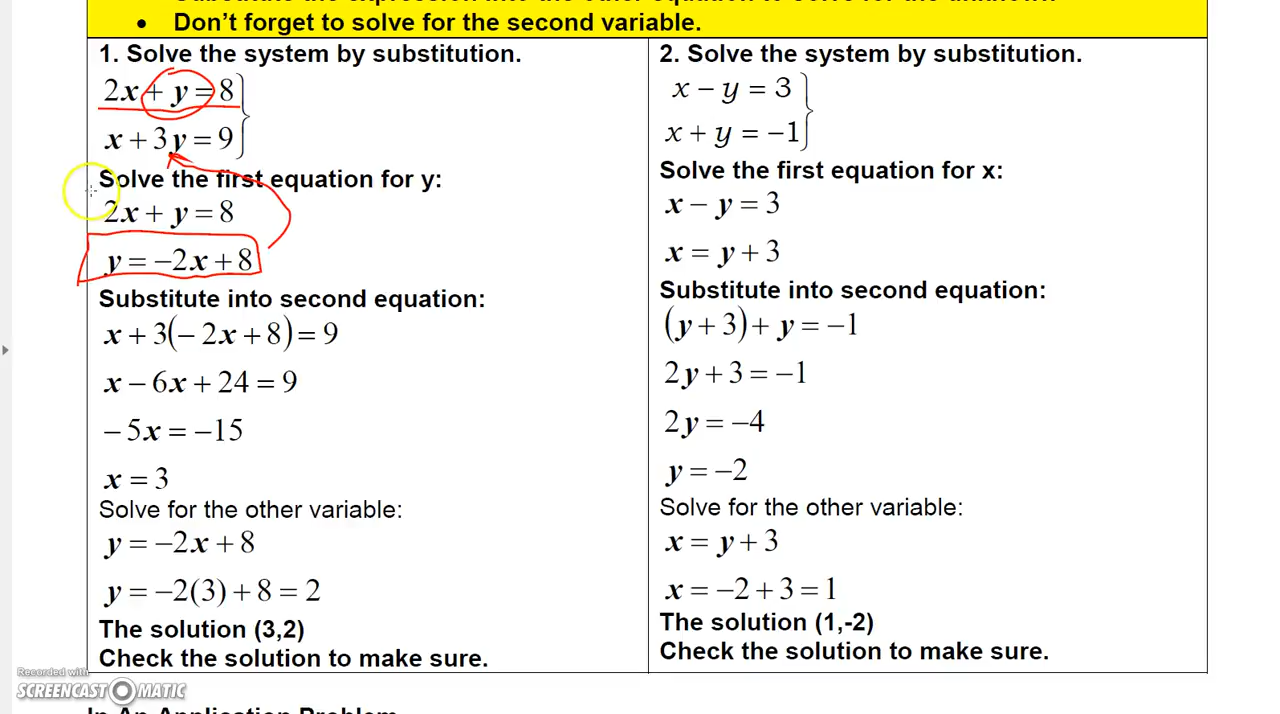 • Don't forget to solve for the second variable.
1. Solve the system by substitution.
2x + y = 8
x + 3y = 9
Solve the first equation for y:
2x + y = 8
y = −2x + 8
Substitute into second equation:
x + 3(− 2x + 8) = 9
x − 6x + 24 = 9
− 5x = −15
x = 3
Solve for the other variable:
y = −2x + 8
y = −2(3) + 8 = 2
The solution (3,2)
Check the solution to make sure.
2. Solve the system by substitution.
x − y = 3
x + y = −1
Solve the first equation for x:
x − y = 3
x = y + 3
Substitute into second equation:
(y + 3) + y = −1
2y + 3 = −1
2y = −4
y = −2
Solve for the other variable:
x = y + 3
x = −2 + 3 = 1
The solution (1,-2)
Check the solution to make sure.
Recorded with
SCREENCAST MATIC
In An Application Problem